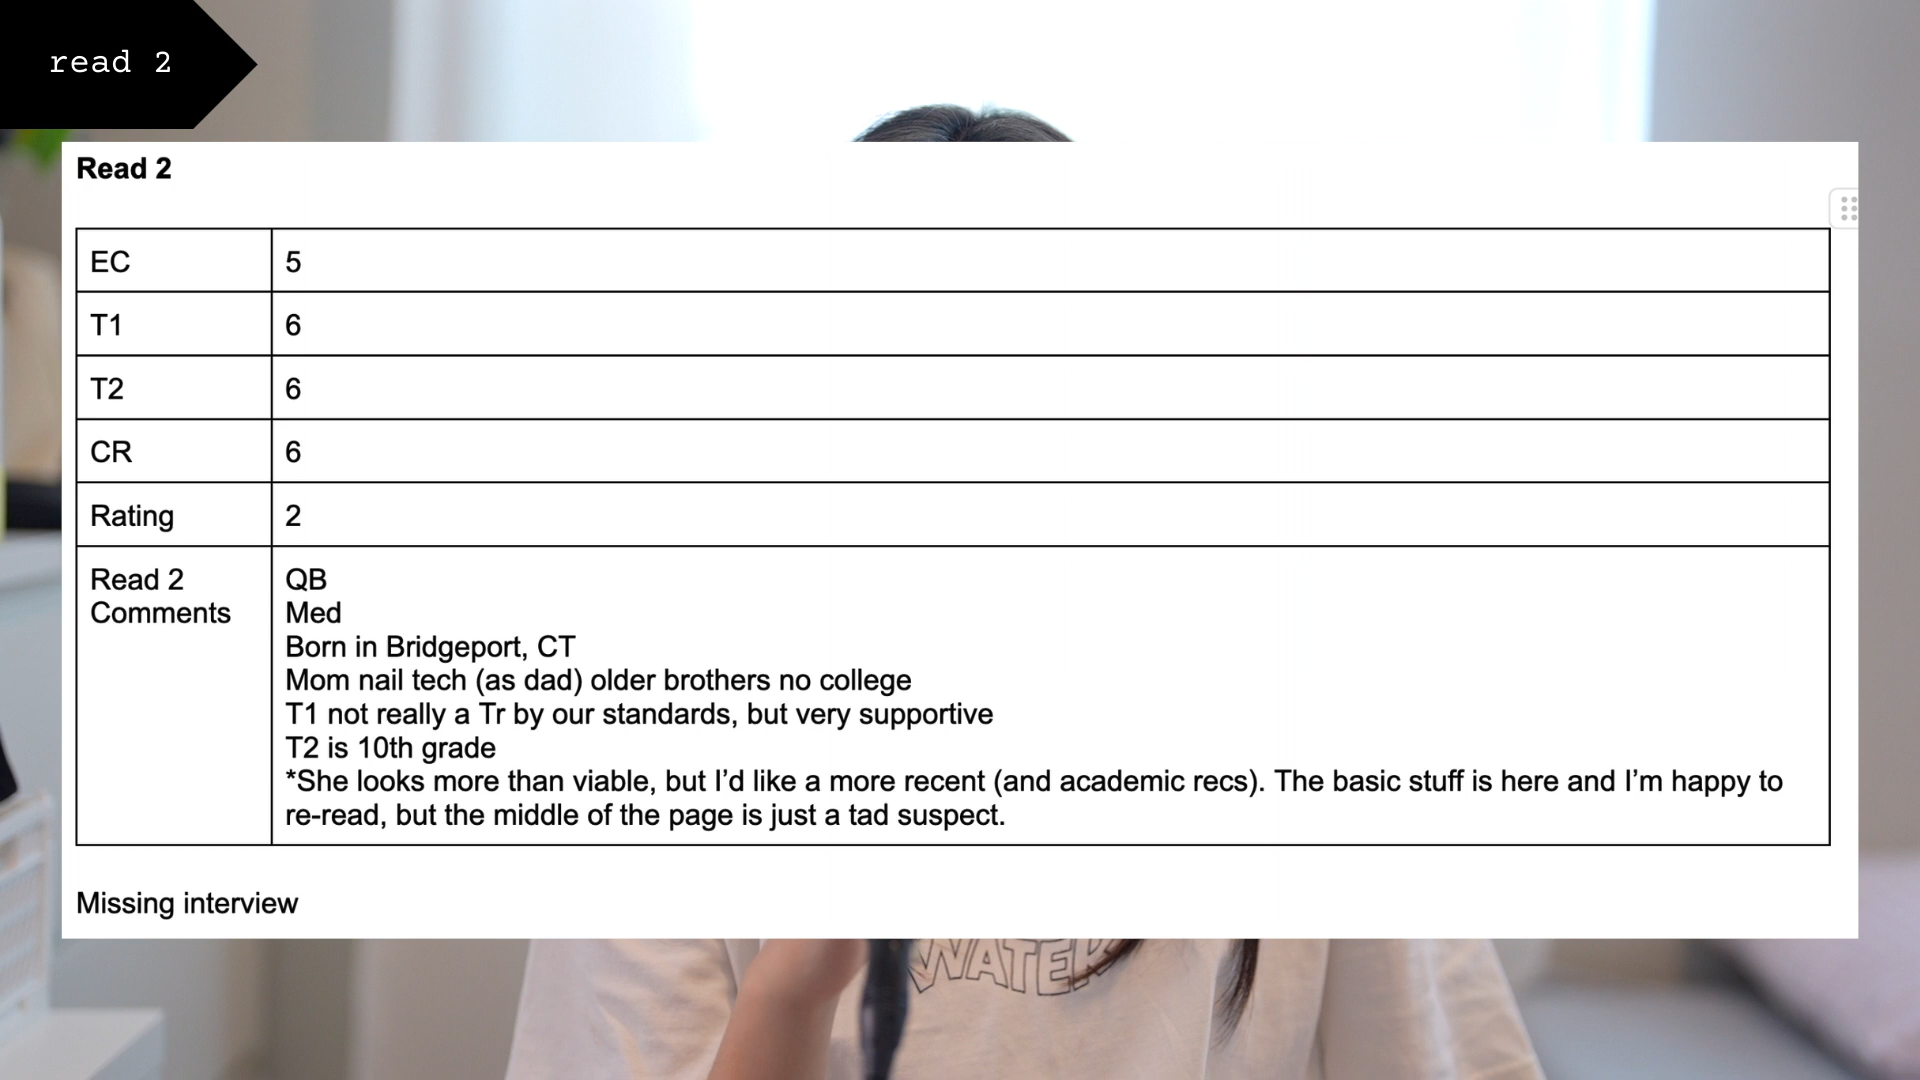 read 2
Read 2
EC 5
T1 6
T2 6
CR 6
Rating 2
Read 2 Comments
QB
Med
Born in Bridgeport, CT
Mom nail tech (as dad) older brothers no college
T1 not really a Tr by our standards, but very supportive
T2 is 10th grade
*She looks more than viable, but I’d like a more recent (and academic recs). The basic stuff is here and I’m happy to
re-read, but the middle of the page is just a tad suspect.
Missing interview
WATER